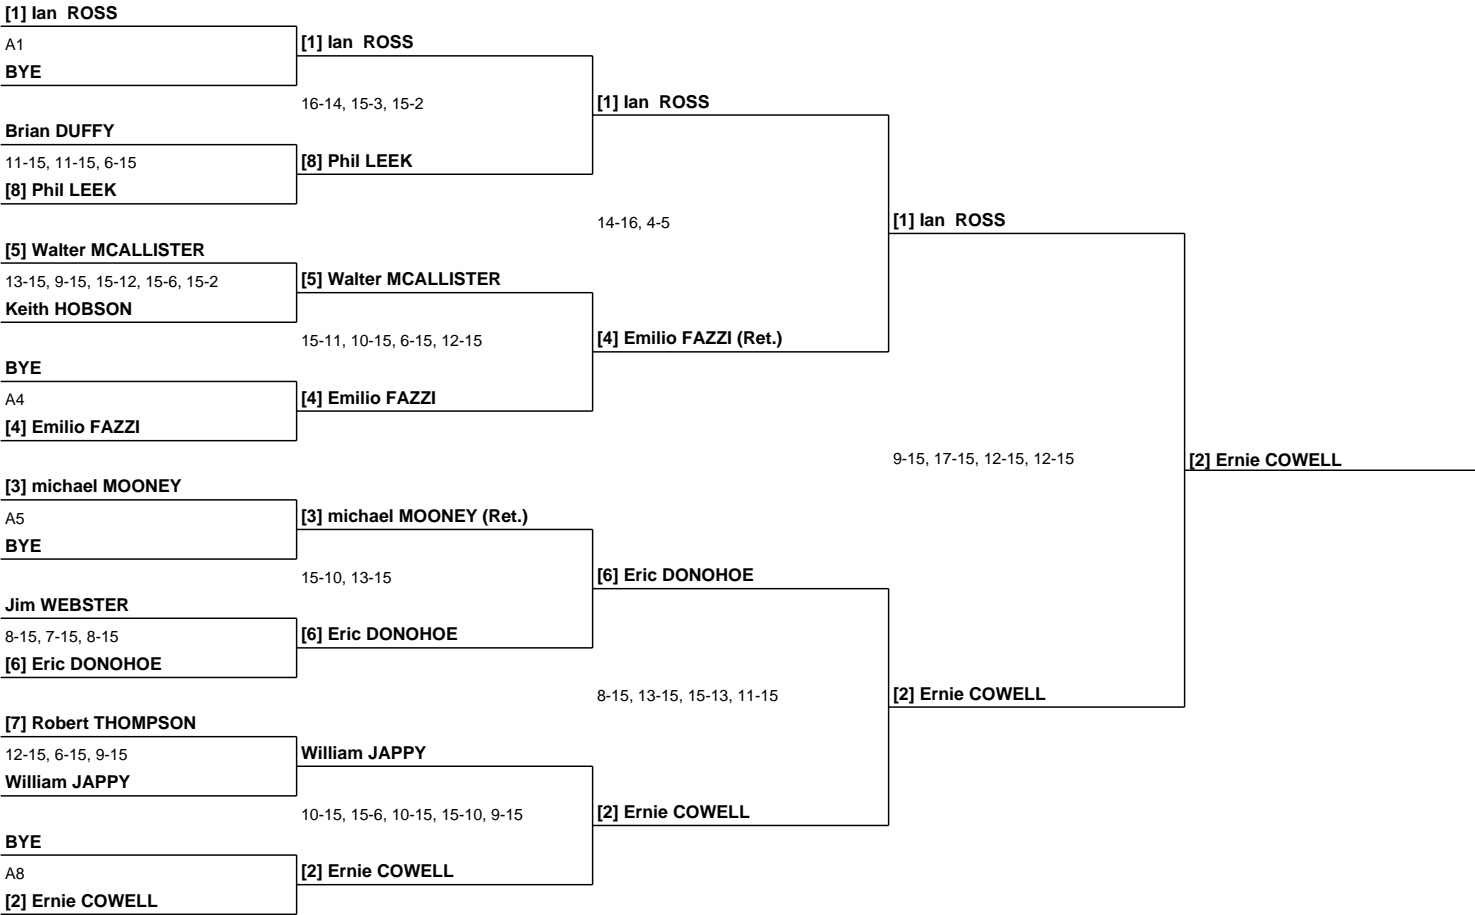 [1] Ian  ROSS
A1
BYE
Brian DUFFY
11-15, 11-15, 6-15
[8] Phil LEEK
[5] Walter MCALLISTER
13-15, 9-15, 15-12, 15-6, 15-2
Keith HOBSON
BYE
A4
[4] Emilio FAZZI
[3] michael MOONEY
A5
BYE
Jim WEBSTER
8-15, 7-15, 8-15
[6] Eric DONOHOE
[7] Robert THOMPSON
12-15, 6-15, 9-15
William JAPPY
BYE
A8
[2] Ernie COWELL
[1] Ian  ROSS
16-14, 15-3, 15-2
[8] Phil LEEK
[5] Walter MCALLISTER
15-11, 10-15, 6-15, 12-15
[4] Emilio FAZZI
[3] michael MOONEY (Ret.)
15-10, 13-15
[6] Eric DONOHOE
William JAPPY
10-15, 15-6, 10-15, 15-10, 9-15
[2] Ernie COWELL
[1] Ian  ROSS
14-16, 4-5
[4] Emilio FAZZI (Ret.)
[6] Eric DONOHOE
8-15, 13-15, 15-13, 11-15
[2] Ernie COWELL
[1] Ian  ROSS
9-15, 17-15, 12-15, 12-15
[2] Ernie COWELL
[2] Ernie COWELL